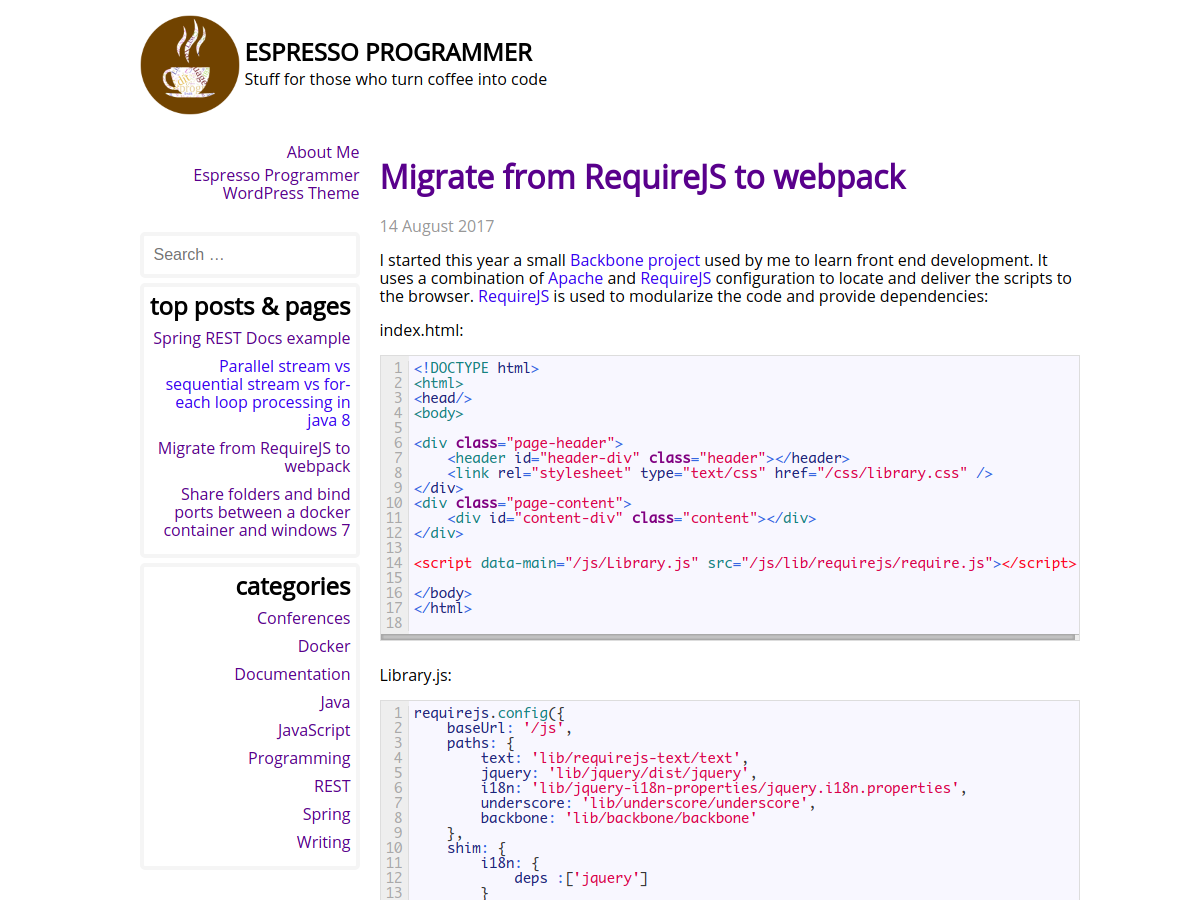 ESPRESSO PROGRAMMER
Stuff for those who turn coffee into code
About Me
Espresso Programmer
WordPress Theme
Search …
top posts & pages
Spring REST Docs example
Parallel stream vs
sequential stream vs for-
each loop processing in
java 8
Migrate from RequireJS to
webpack
Share folders and bind
ports between a docker
container and windows 7
categories
Conferences
Docker
Documentation
Java
JavaScript
Programming
REST
Spring
Writing
Migrate from RequireJS to webpack
14 August 2017
I started this year a small Backbone project used by me to learn front end development. It
uses a combination of Apache and RequireJS configuration to locate and deliver the scripts to
the browser. RequireJS is used to modularize the code and provide dependencies:
index.html:
1 <!DOCTYPE html>
2 <html>
3 <head/>
4 <body>
5
6 <div class="page-header">
7     <header id="header-div" class="header"></header>
8     <link rel="stylesheet" type="text/css" href="/css/library.css" />
9 </div>
10 <div class="page-content">
11     <div id="content-div" class="content"></div>
12 </div>
13
14 <script data-main="/js/Library.js" src="/js/lib/requirejs/require.js"></script>
15
16 </body>
17 </html>
18
Library.js:
1 requirejs.config({
2     baseUrl: '/js',
3     paths: {
4         text: 'lib/requirejs-text/text',
5         jquery: 'lib/jquery/dist/jquery',
6         i18n: 'lib/jquery-i18n-properties/jquery.i18n.properties',
7         underscore: 'lib/underscore/underscore',
8         backbone: 'lib/backbone/backbone'
9     },
10     shim: {
11         i18n: {
12             deps :['jquery']
13         }